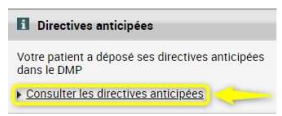 Directives anticipées
Votre patient a déposé ses directives anticipées
dans le DMP
Consulter les directives anticipées